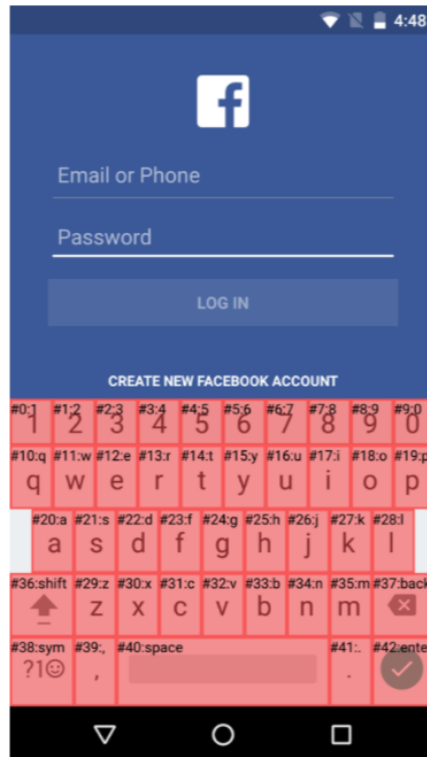 4:48
f
Email or Phone
Password
LOG IN
CREATE NEW FACEBOOK ACCOUNT
#0:1 #1:2 #2:3 #3:4 #4:5 #5:6 #6:7 #7:8 #8:9 #9:0
1 2 3 4 5 6 7 8 9 0
#10:q #11:w #12:e #13:r #14:t #15:y #16:u #17:i #18:o #19:p
q w e r t y u i o p
#20:a #21:s #22:d #23:f #24:g #25:h #26:j #27:k #28:l
a s d f g h j k l
#36:shift #29:z #30:x #31:c #32:v #33:b #34:n #35:m #37:back
z x c v b n m
#38:sym #39:, #40:space #41:. #42:ente
?1☺ , .